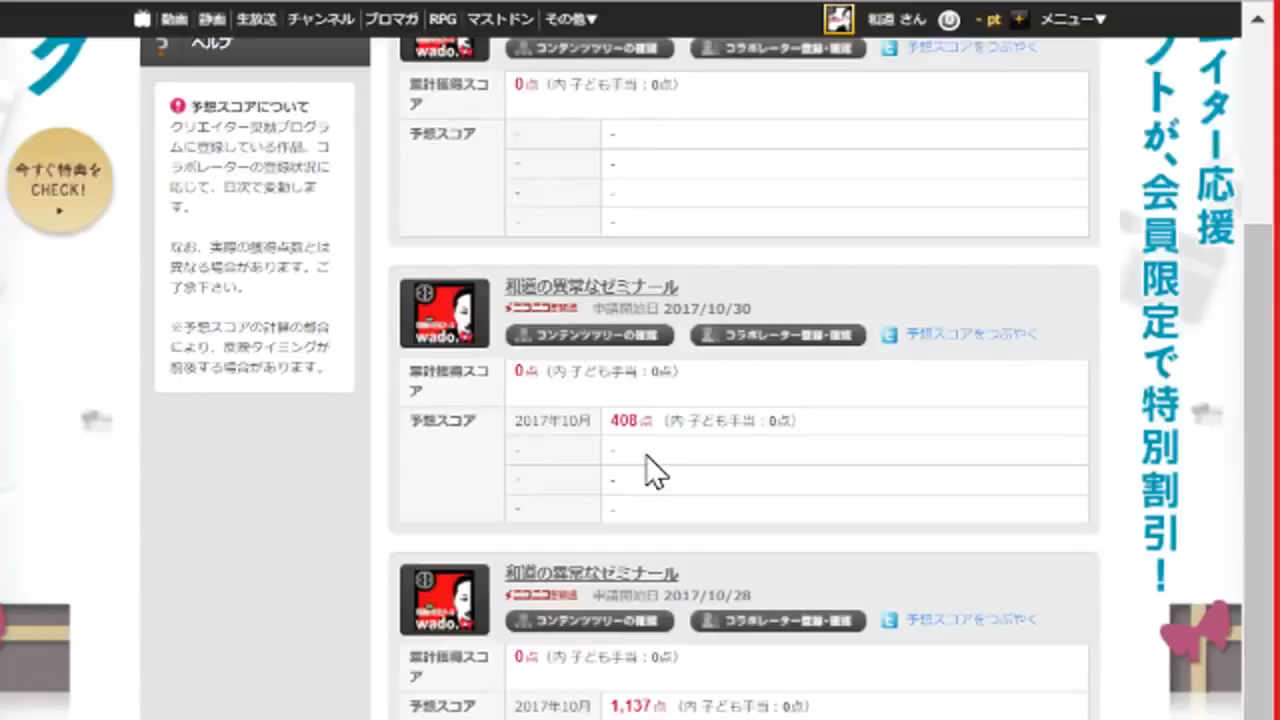 動画 静画 生放送 チャンネル ブロマガ RPG マストドン その他▼ 和道 さん - pt + メニュー▼
ク
今すぐ特典を
CHECK!
ヘルプ
予想スコアについて
クリエイター奨励プログラ
ムに登録している作品、コ
ラボレーターの登録状況に
応じて、日次で変動しま
す。
なお、実際の獲得点数とは
異なる場合があります。ご
了承下さい。
※予想スコアの計算の都合
により、反映タイミングが
前後する場合があります。
wado.
コンテンツツリーの確認 コラボレーター登録・確認 予想スコアをつぶやく
累計獲得スコ
ア
0点（内 子ども手当：0点）
予想スコア - -
- -
- -
- -
和道の異常なゼミナール
ニコニコ生放送 申請開始日 2017/10/30
wado.
コンテンツツリーの確認 コラボレーター登録・確認 予想スコアをつぶやく
累計獲得スコ
ア
0点（内 子ども手当：0点）
予想スコア 2017年10月 408点（内 子ども手当：0点）
- -
- -
- -
和道の異常なゼミナール
ニコニコ生放送 申請開始日 2017/10/28
wado.
コンテンツツリーの確認 コラボレーター登録・確認 予想スコアをつぶやく
累計獲得スコ
ア
0点（内 子ども手当：0点）
予想スコア 2017年10月 1,137点（内 子ども手当：0点）
イター応援
フトが、会員限定で特別割引！